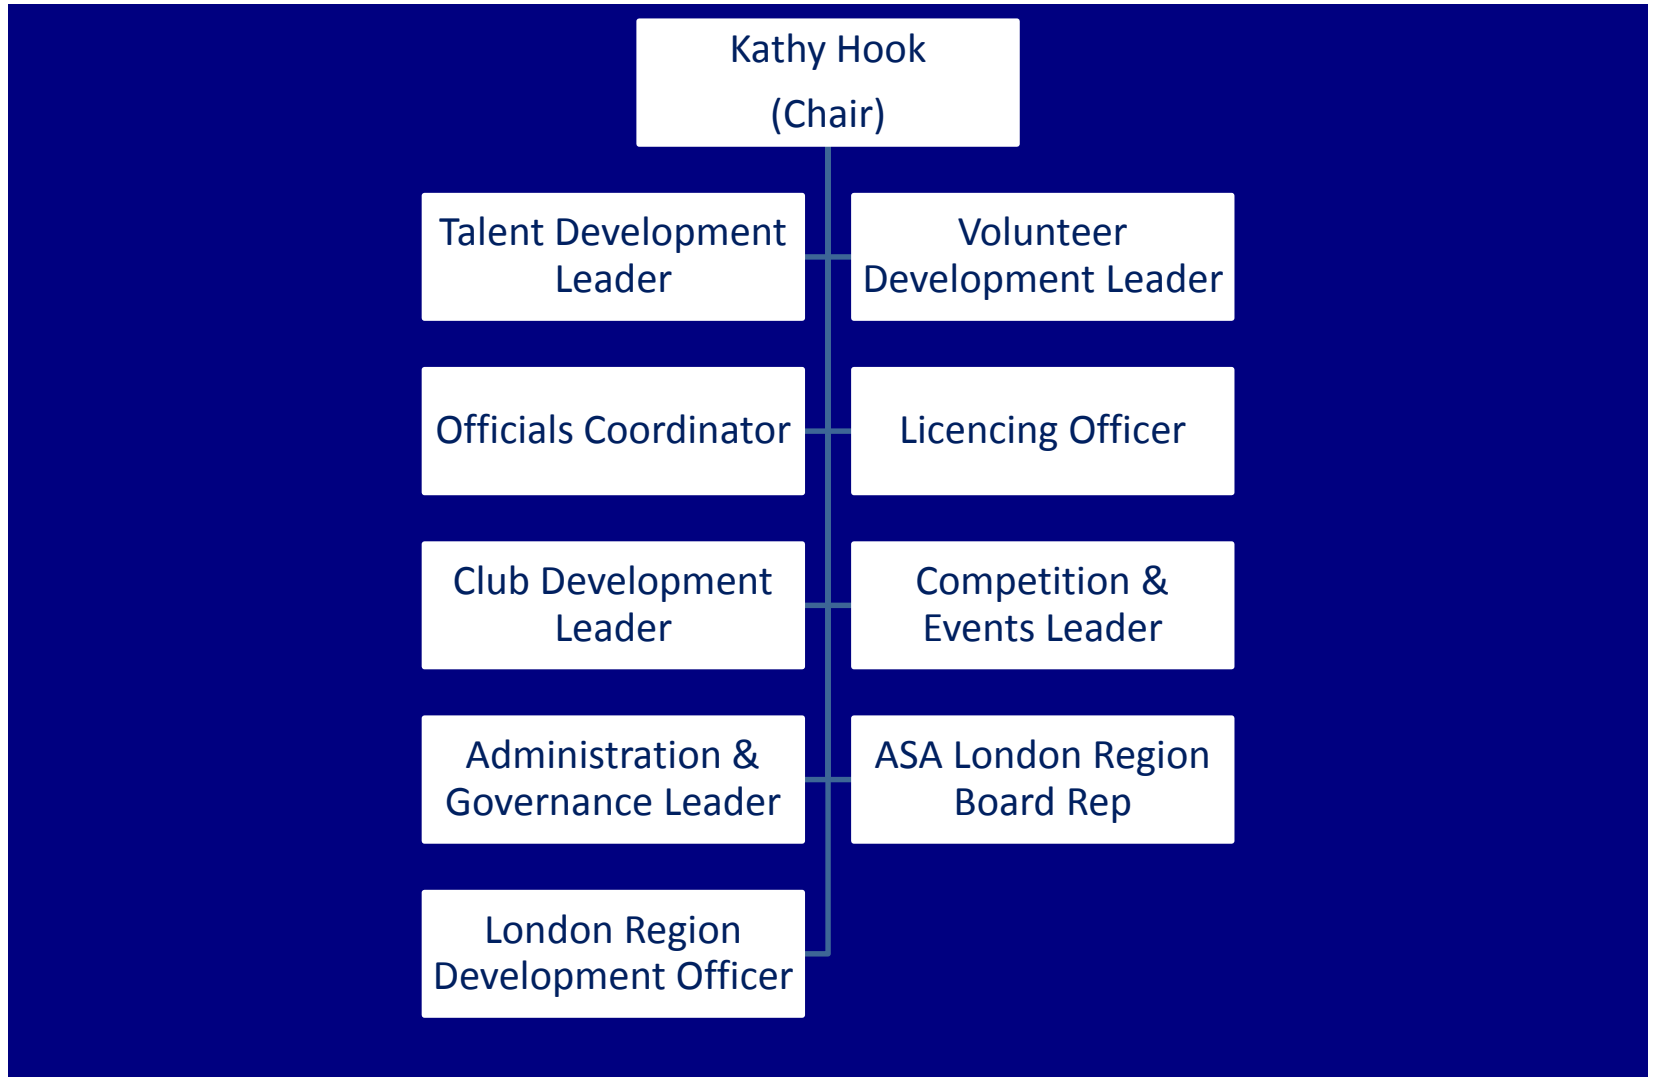 Kathy Hook
(Chair)
Talent Development
Leader
Volunteer
Development Leader
Officials Coordinator
Licencing Officer
Club Development
Leader
Competition &
Events Leader
Administration &
Governance Leader
ASA London Region
Board Rep
London Region
Development Officer